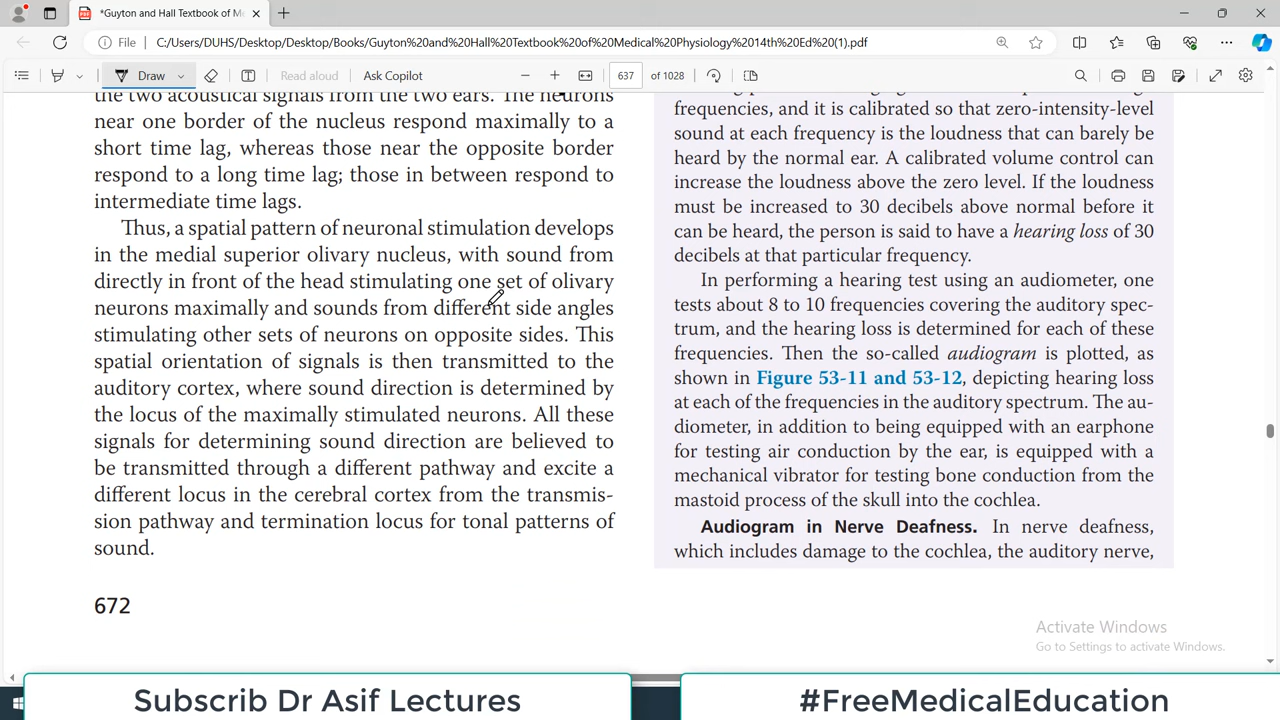 *Guyton and Hall Textbook of Me
File
C:/Users/DUHS/Desktop/Desktop/Books/Guyton%20and%20Hall%20Textbook%20of%20Medical%20Physiology%2014th%20Ed%20(1).pdf
Draw
Read aloud
Ask Copilot
637
of 1028
the two acoustical signals from the two ears. The neurons
near one border of the nucleus respond maximally to a
short time lag, whereas those near the opposite border
respond to a long time lag; those in between respond to
intermediate time lags.
Thus, a spatial pattern of neuronal stimulation develops
in the medial superior olivary nucleus, with sound from
directly in front of the head stimulating one set of olivary
neurons maximally and sounds from different side angles
stimulating other sets of neurons on opposite sides. This
spatial orientation of signals is then transmitted to the
auditory cortex, where sound direction is determined by
the locus of the maximally stimulated neurons. All these
signals for determining sound direction are believed to
be transmitted through a different pathway and excite a
different locus in the cerebral cortex from the transmis-
sion pathway and termination locus for tonal patterns of
sound.
672
frequencies, and it is calibrated so that zero-intensity-level
sound at each frequency is the loudness that can barely be
heard by the normal ear. A calibrated volume control can
increase the loudness above the zero level. If the loudness
must be increased to 30 decibels above normal before it
can be heard, the person is said to have a hearing loss of 30
decibels at that particular frequency.
In performing a hearing test using an audiometer, one
tests about 8 to 10 frequencies covering the auditory spec-
trum, and the hearing loss is determined for each of these
frequencies. Then the so-called audiogram is plotted, as
shown in Figure 53-11 and 53-12, depicting hearing loss
at each of the frequencies in the auditory spectrum. The au-
diometer, in addition to being equipped with an earphone
for testing air conduction by the ear, is equipped with a
mechanical vibrator for testing bone conduction from the
mastoid process of the skull into the cochlea.
Audiogram in Nerve Deafness. In nerve deafness,
which includes damage to the cochlea, the auditory nerve,
Activate Windows
Go to Settings to activate Windows.
Subscrib Dr Asif Lectures
#FreeMedicalEducation